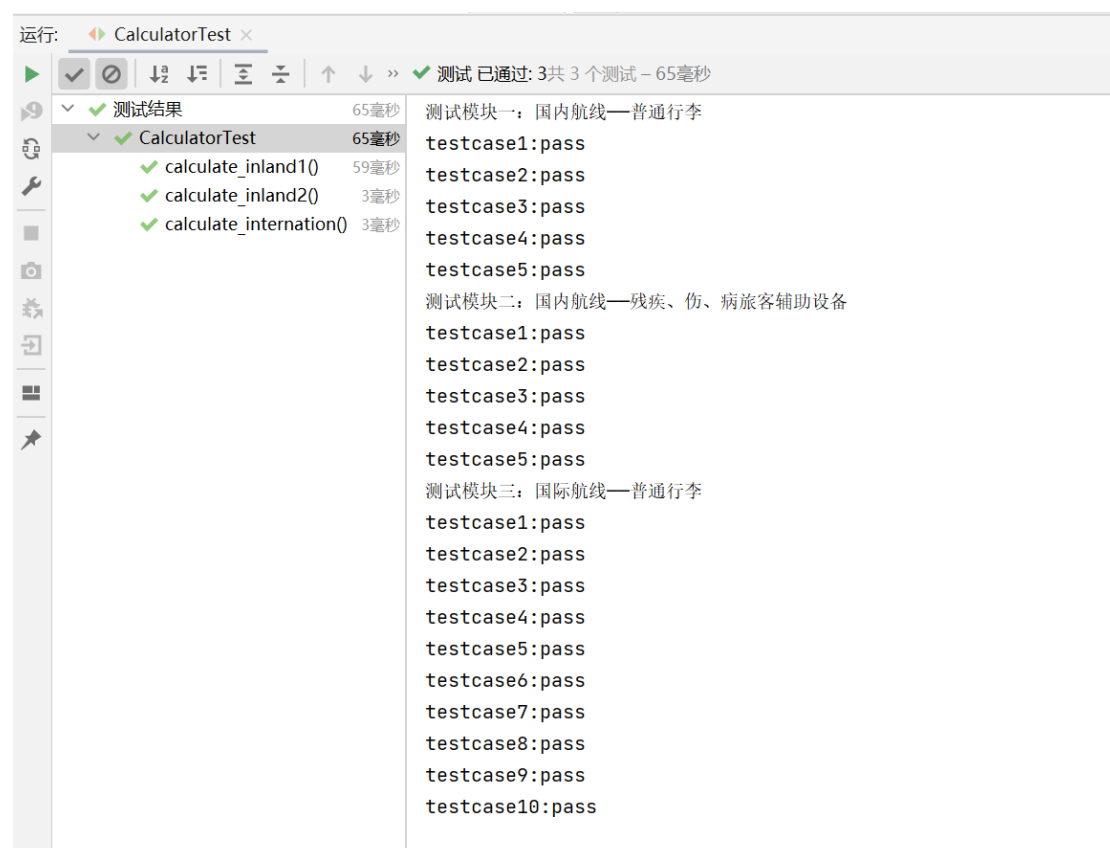 运行: CalculatorTest ×
测试 已通过: 3共 3 个测试 – 65毫秒
测试结果 65毫秒
CalculatorTest 65毫秒
calculate_inland1() 59毫秒
calculate_inland2() 3毫秒
calculate_internation() 3毫秒
测试模块一：国内航线——普通行李
testcase1:pass
testcase2:pass
testcase3:pass
testcase4:pass
testcase5:pass
测试模块二：国内航线——残疾、伤、病旅客辅助设备
testcase1:pass
testcase2:pass
testcase3:pass
testcase4:pass
testcase5:pass
测试模块三：国际航线——普通行李
testcase1:pass
testcase2:pass
testcase3:pass
testcase4:pass
testcase5:pass
testcase6:pass
testcase7:pass
testcase8:pass
testcase9:pass
testcase10:pass